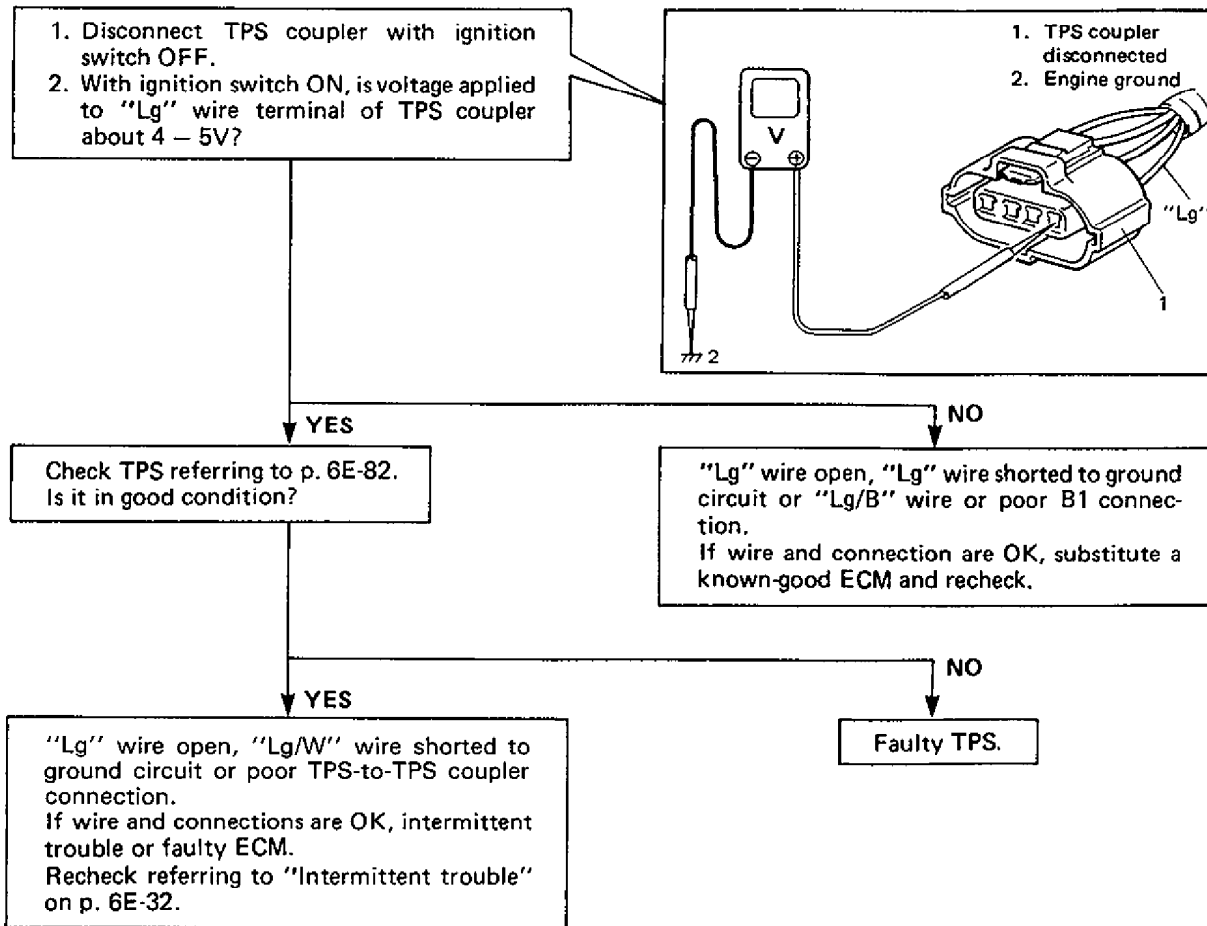 1. Disconnect TPS coupler with ignition
switch OFF.
2. With ignition switch ON, is voltage applied
to "Lg" wire terminal of TPS coupler
about 4 – 5V?
1. TPS coupler
disconnected
2. Engine ground
V
⊖ ⊕
"Lg"
1
2
YES
NO
Check TPS referring to p. 6E-82.
Is it in good condition?
"Lg" wire open, "Lg" wire shorted to ground
circuit or "Lg/B" wire or poor B1 connec-
tion.
If wire and connection are OK, substitute a
known-good ECM and recheck.
YES
NO
"Lg" wire open, "Lg/W" wire shorted to
ground circuit or poor TPS-to-TPS coupler
connection.
If wire and connections are OK, intermittent
trouble or faulty ECM.
Recheck referring to "Intermittent trouble"
on p. 6E-32.
Faulty TPS.